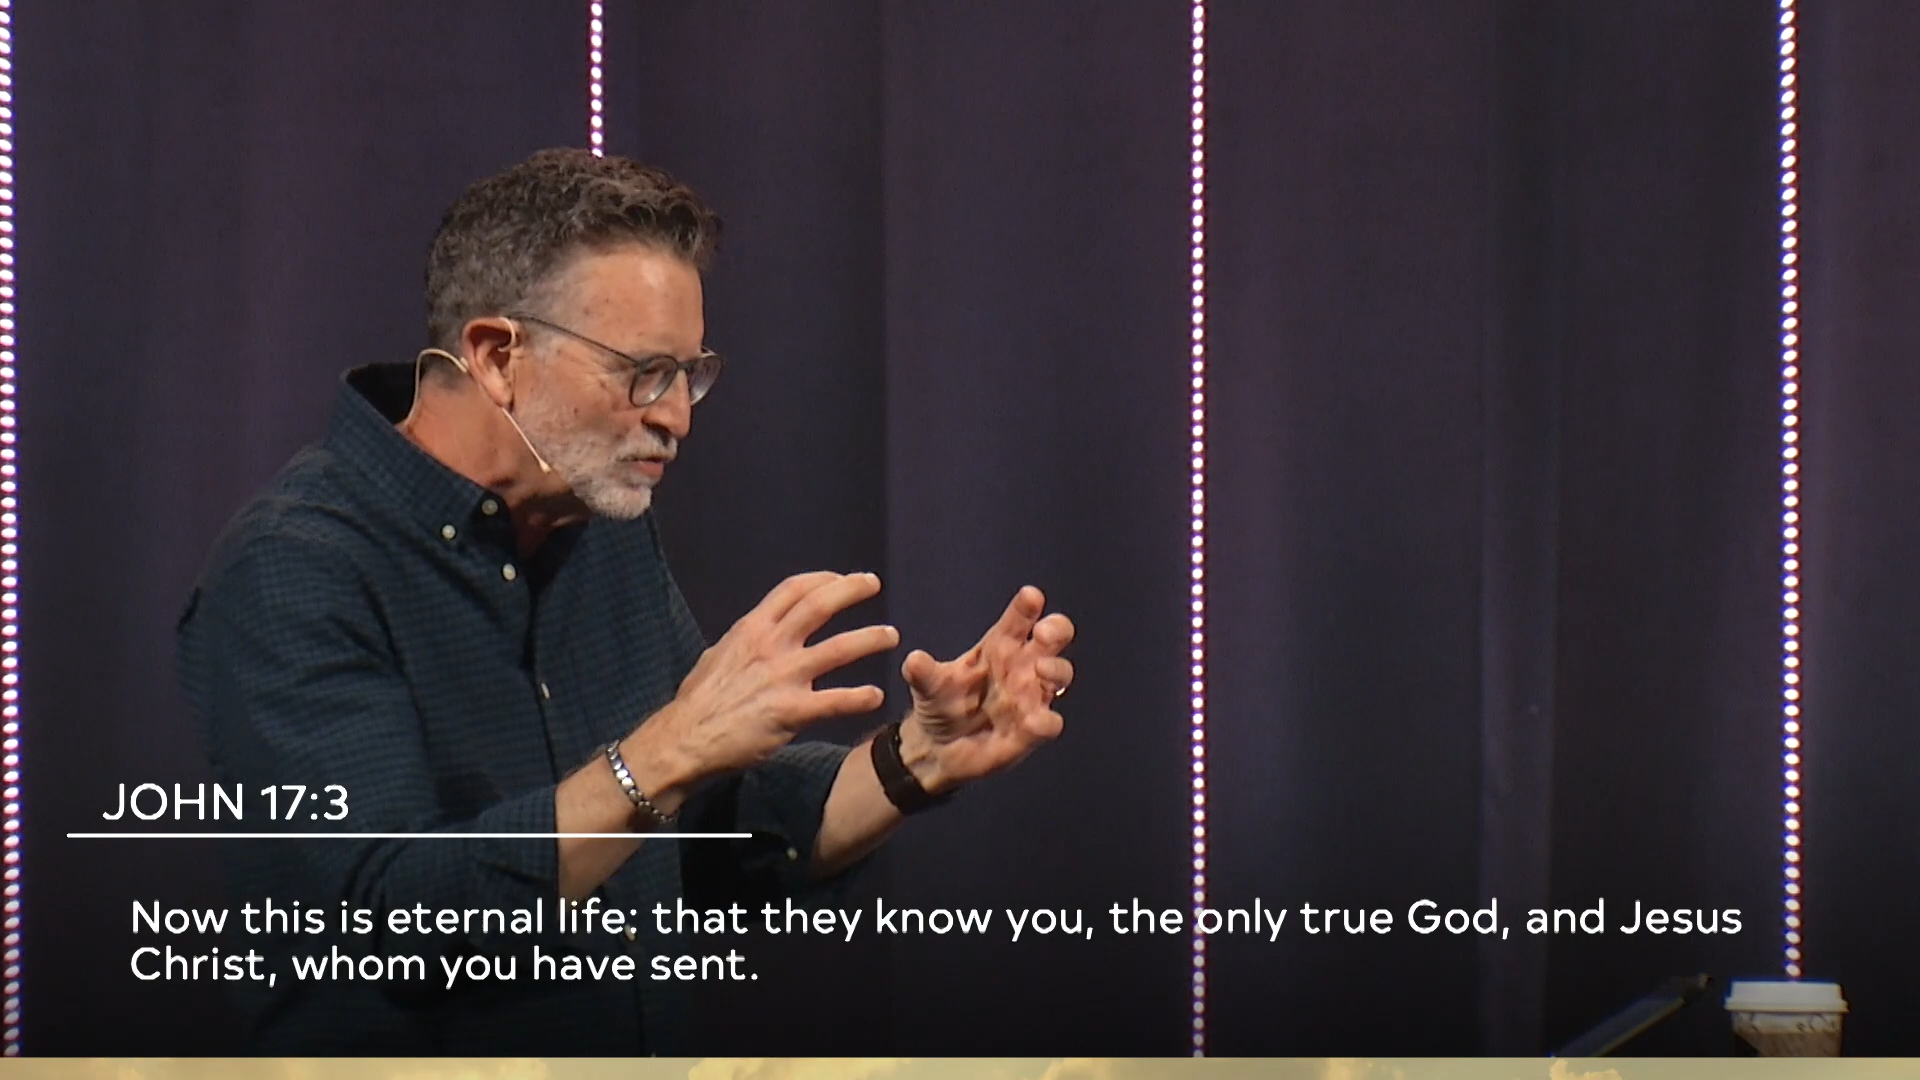 JOHN 17:3
Now this is eternal life: that they know you, the only true God, and Jesus
Christ, whom you have sent.